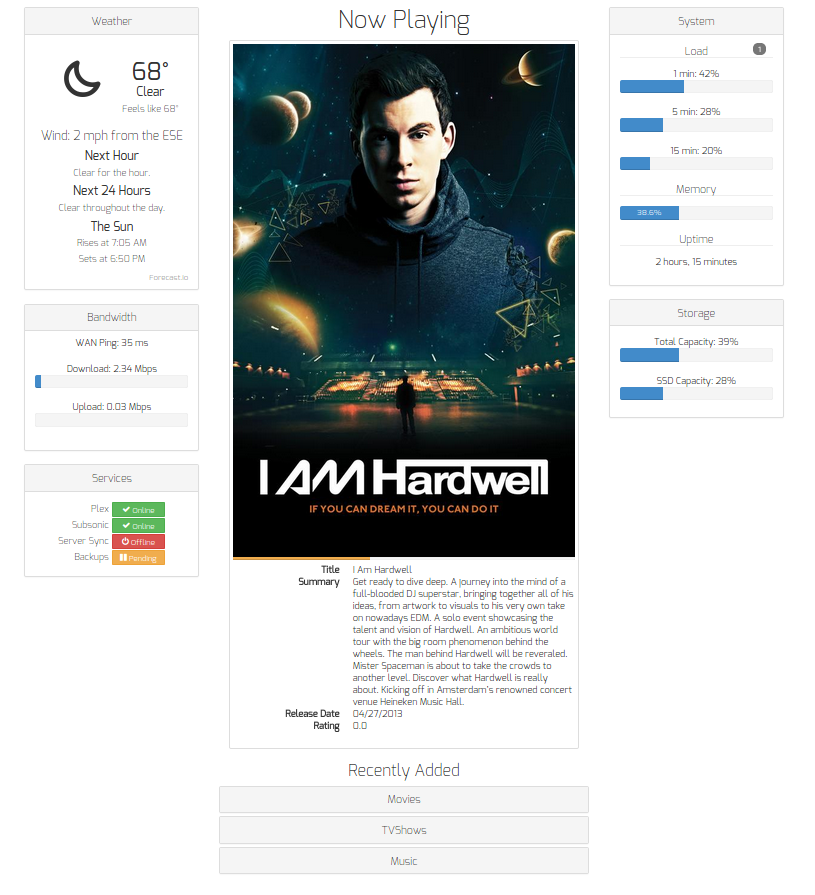 Weather
68°
Clear
Feels like 68°
Wind: 2 mph from the ESE
Next Hour
Clear for the hour.
Next 24 Hours
Clear throughout the day.
The Sun
Rises at 7:05 AM
Sets at 6:50 PM
Forecast.io
Bandwidth
WAN Ping: 35 ms
Download: 2.34 Mbps
Upload: 0.03 Mbps
Services
Plex Online
Subsonic Online
Server Sync Offline
Backups Pending
Now Playing
I AM Hardwell
IF YOU CAN DREAM IT, YOU CAN DO IT
Title I Am Hardwell
Summary Get ready to dive deep. A journey into the mind of a
full-blooded DJ superstar, bringing together all of his
ideas, from artwork to visuals to his very own take
on nowadays EDM. A solo event showcasing the
talent and vision of Hardwell. An ambitious world
tour with the big room phenomenon behind the
wheels. The man behind Hardwell will be reveraled.
Mister Spaceman is about to take the crowds to
another level. Discover what Hardwell is really
about. Kicking off in Amsterdam's renowned concert
venue Heineken Music Hall.
Release Date 04/27/2013
Rating 0.0
Recently Added
Movies
TVShows
Music
System
Load 1
1 min: 42%
5 min: 28%
15 min: 20%
Memory
38.6%
Uptime
2 hours, 15 minutes
Storage
Total Capacity: 39%
SSD Capacity: 28%